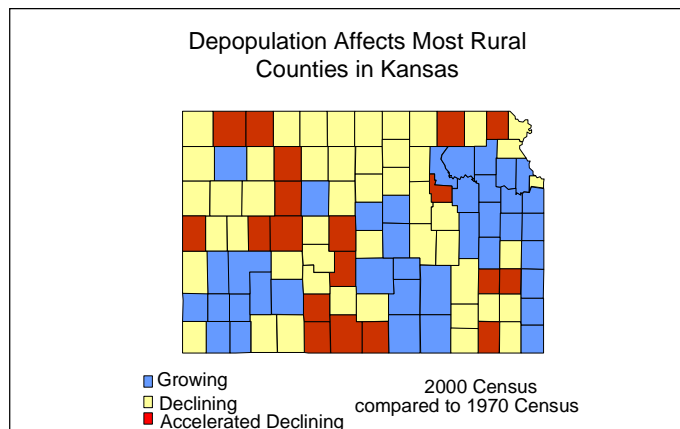 Depopulation Affects Most Rural
Counties in Kansas
Growing
Declining
Accelerated Declining
2000 Census
compared to 1970 Census